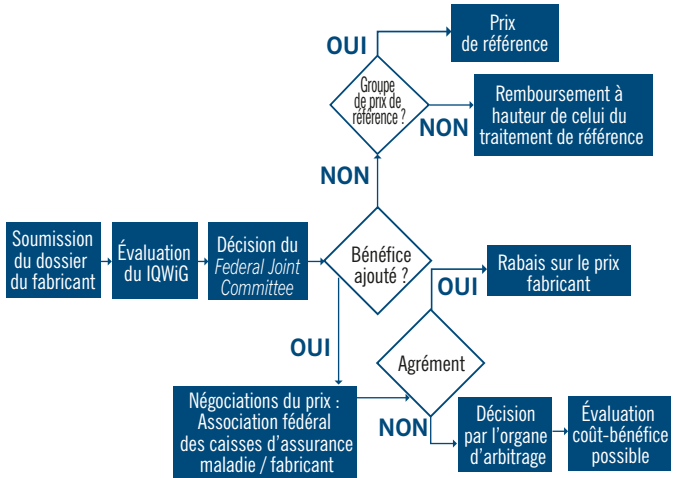 Prix
de référence
OUI
Groupe
de prix de
référence ?
Remboursement à
hauteur de celui du
traitement de référence
NON
NON
Soumission
du dossier
du fabricant
Évaluation
du IQWiG
Décision du
Federal Joint
Committee
Bénéfice
ajouté ?
Rabais sur le prix
fabricant
OUI
OUI
Agrément
Négociations du prix :
Association fédéral
des caisses d'assurance
maladie / fabricant
NON
Décision
par l'organe
d'arbitrage
Évaluation
coût-bénéfice
possible